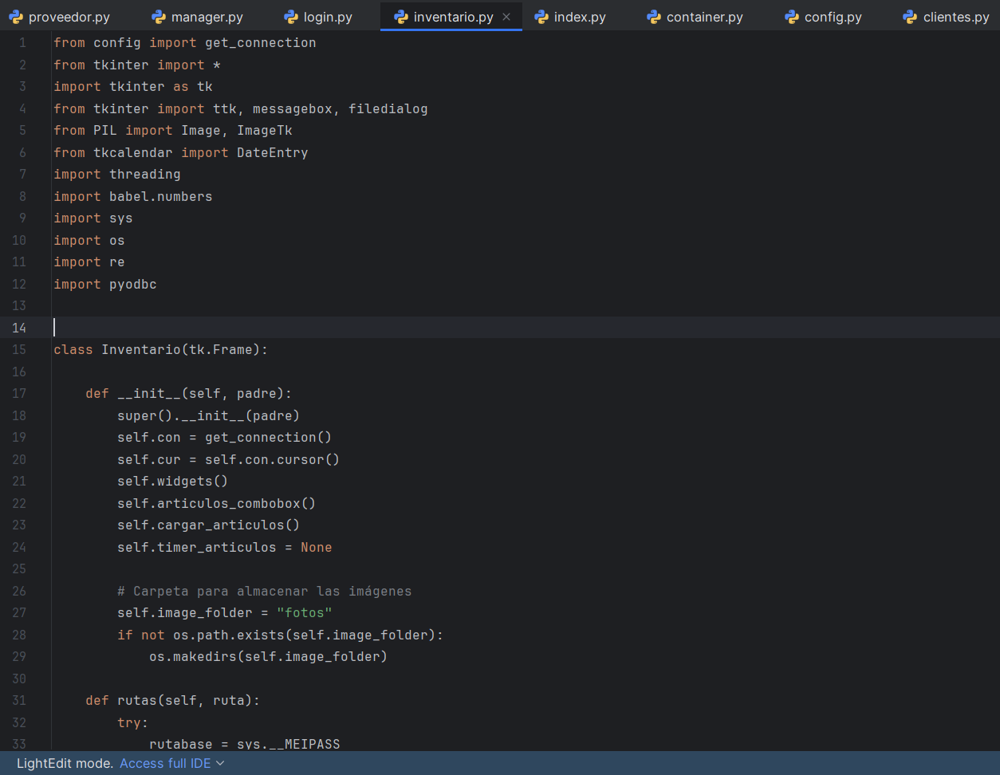 proveedor.py manager.py login.py inventario.py index.py container.py config.py clientes.py
1 from config import get_connection
2 from tkinter import *
3 import tkinter as tk
4 from tkinter import ttk, messagebox, filedialog
5 from PIL import Image, ImageTk
6 from tkcalendar import DateEntry
7 import threading
8 import babel.numbers
9 import sys
10 import os
11 import re
12 import pyodbc
13
14
15 class Inventario(tk.Frame):
16
17     def __init__(self, padre):
18         super().__init__(padre)
19         self.con = get_connection()
20         self.cur = self.con.cursor()
21         self.widgets()
22         self.articulos_combobox()
23         self.cargar_articulos()
24         self.timer_articulos = None
25
26         # Carpeta para almacenar las imágenes
27         self.image_folder = "fotos"
28         if not os.path.exists(self.image_folder):
29             os.makedirs(self.image_folder)
30
31     def rutas(self, ruta):
32         try:
33             rutabase = sys.__MEIPASS
LightEdit mode. Access full IDE